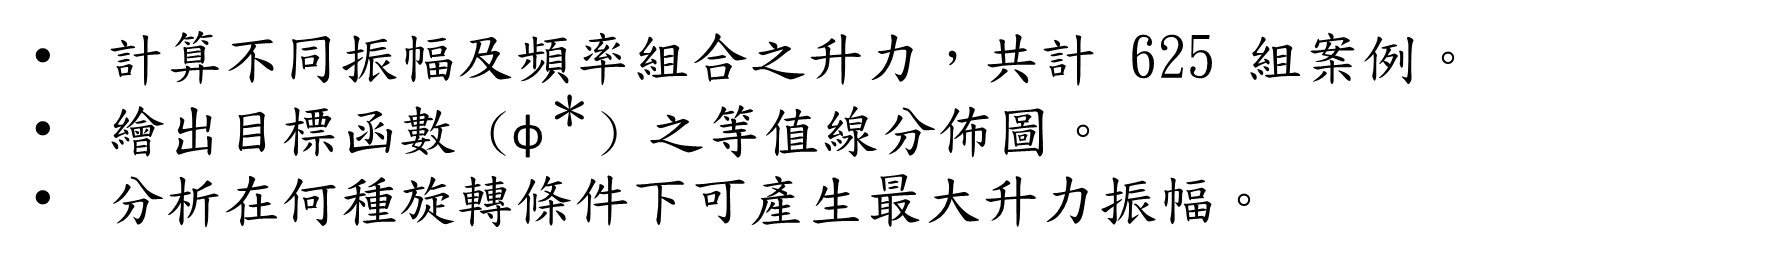 • 計算不同振幅及頻率組合之升力，共計 625 組案例。
• 繪出目標函數（ϕ*）之等值線分佈圖。
• 分析在何種旋轉條件下可產生最大升力振幅。